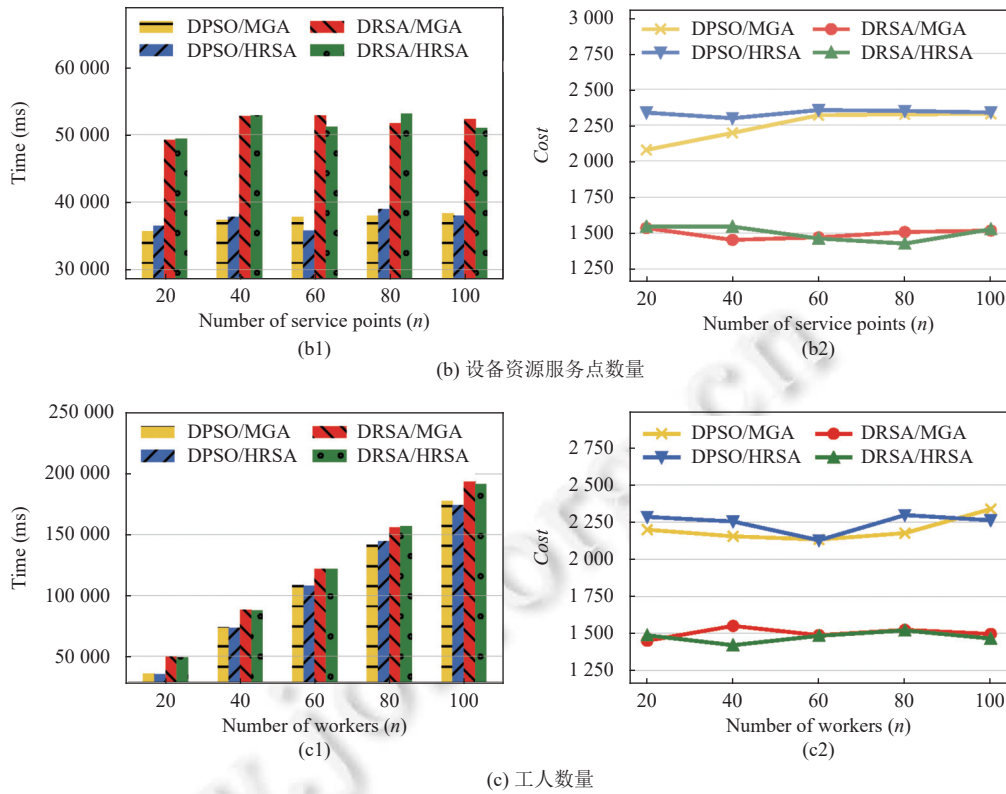 DPSO/MGA DRSA/MGA
DPSO/HRSA DRSA/HRSA
60 000
50 000
40 000
30 000
Time (ms)
20 40 60 80 100
Number of service points (n)
(b1)
3 000
2 750
2 500
2 250
2 000
1 750
1 500
1 250
Cost
DPSO/MGA DRSA/MGA
DPSO/HRSA DRSA/HRSA
20 40 60 80 100
Number of service points (n)
(b2)
(b) 设备资源服务点数量
250 000
200 000
150 000
100 000
50 000
Time (ms)
DPSO/MGA DRSA/MGA
DPSO/HRSA DRSA/HRSA
20 40 60 80 100
Number of workers (n)
(c1)
2 750
2 500
2 250
2 000
1 750
1 500
1 250
Cost
DPSO/MGA DRSA/MGA
DPSO/HRSA DRSA/HRSA
20 40 60 80 100
Number of workers (n)
(c2)
(c) 工人数量